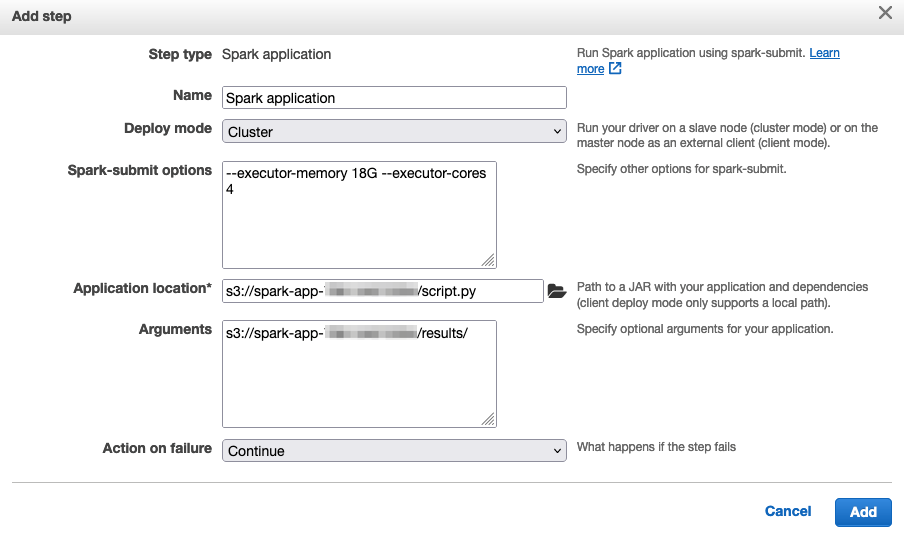 Add step
Step type Spark application
Run Spark application using spark-submit. Learn
more
Name Spark application
Deploy mode Cluster
Run your driver on a slave node (cluster mode) or on the
master node as an external client (client mode).
Spark-submit options --executor-memory 18G --executor-cores
4
Specify other options for spark-submit.
Application location* s3://spark-app- /script.py
Path to a JAR with your application and dependencies
(client deploy mode only supports a local path).
Arguments s3://spark-app- /results/
Specify optional arguments for your application.
Action on failure Continue
What happens if the step fails
Cancel Add